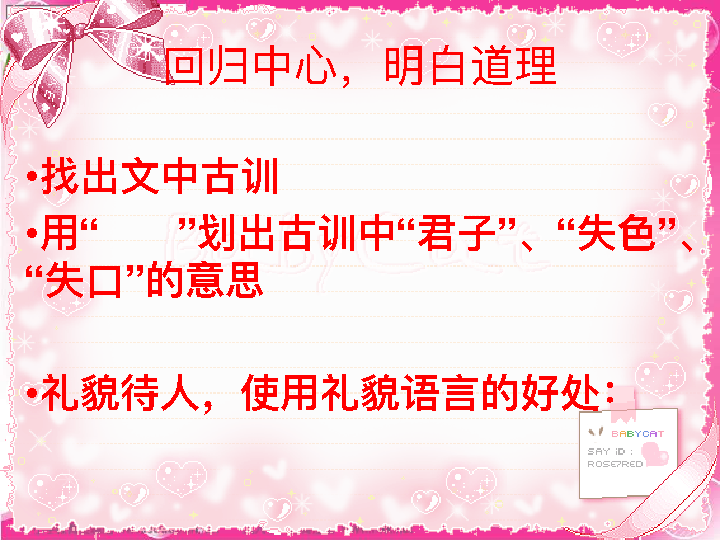 回归中心，明白道理
•找出文中古训
•用“　　”划出古训中“君子”、“失色”、
“失口”的意思
•礼貌待人，使用礼貌语言的好处：
BABYCAT
SAY ID :
ROSE7RED